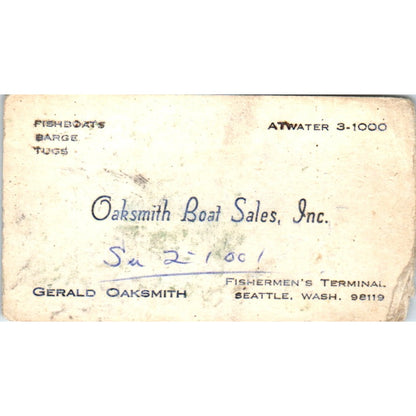 FISHBOATS
BARGE
TUGS
ATWATER 3-1000
Oaksmith Boat Sales, Inc.
Su 2-1001
GERALD OAKSMITH
FISHERMEN'S TERMINAL
SEATTLE, WASH. 98119